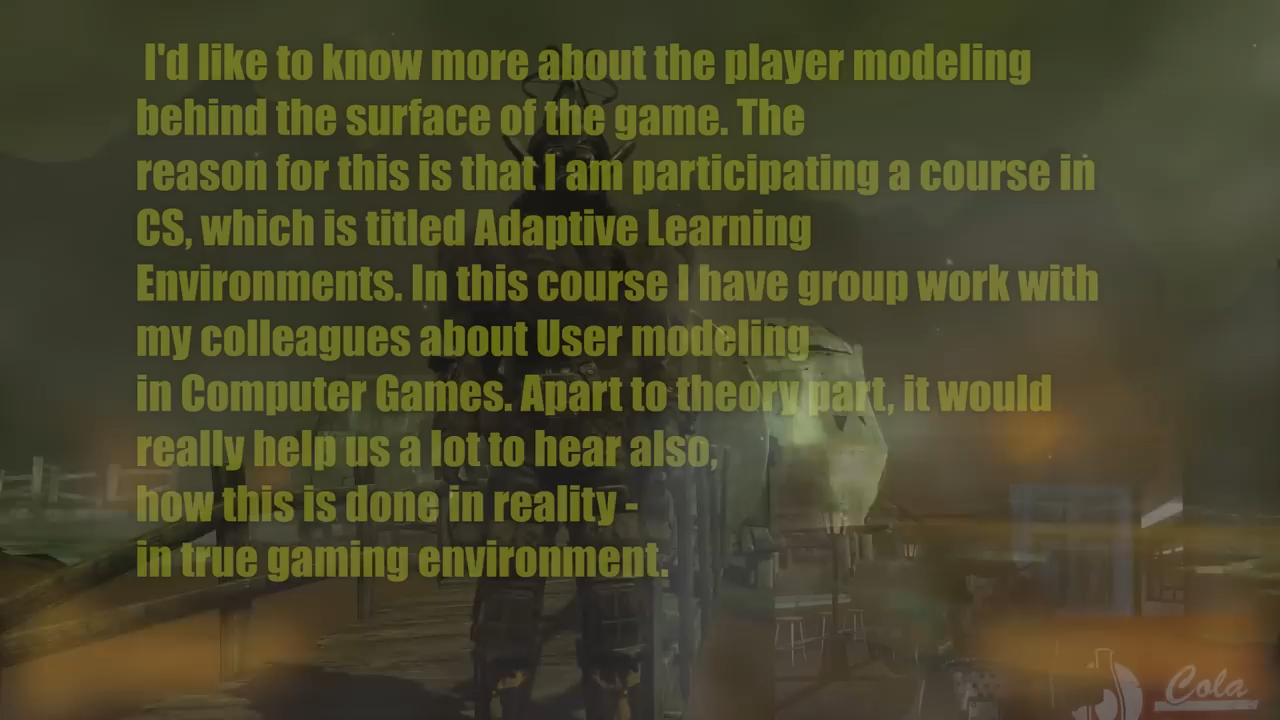 I'd like to know more about the player modeling
behind the surface of the game. The
reason for this is that I am participating a course in
CS, which is titled Adaptive Learning
Environments. In this course I have group work with
my colleagues about User modeling
in Computer Games. Apart to theory part, it would
really help us a lot to hear also,
how this is done in reality -
in true gaming environment.
Cola